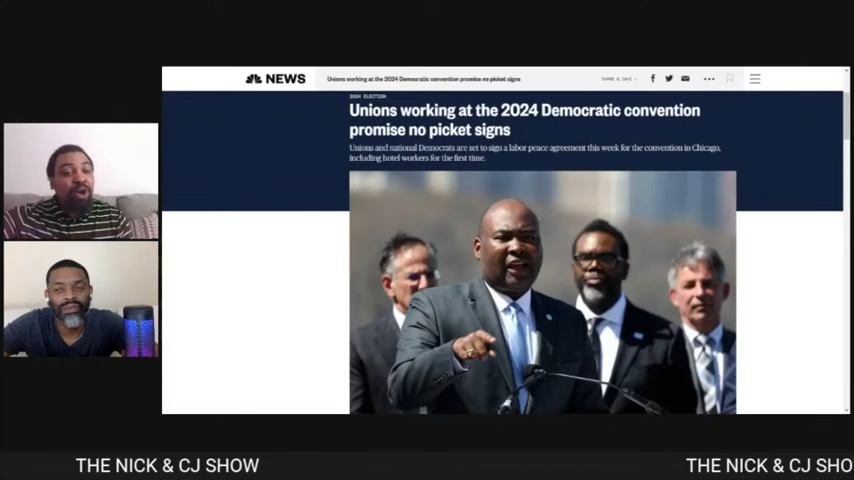 NEWS
Unions working at the 2024 Democratic convention promise no picket signs
SHARE & SAVE
2024 ELECTION
Unions working at the 2024 Democratic convention
promise no picket signs
Unions and national Democrats are set to sign a labor peace agreement this week for the convention in Chicago,
including hotel workers for the first time.
THE NICK & CJ SHOW
THE NICK & CJ SHO